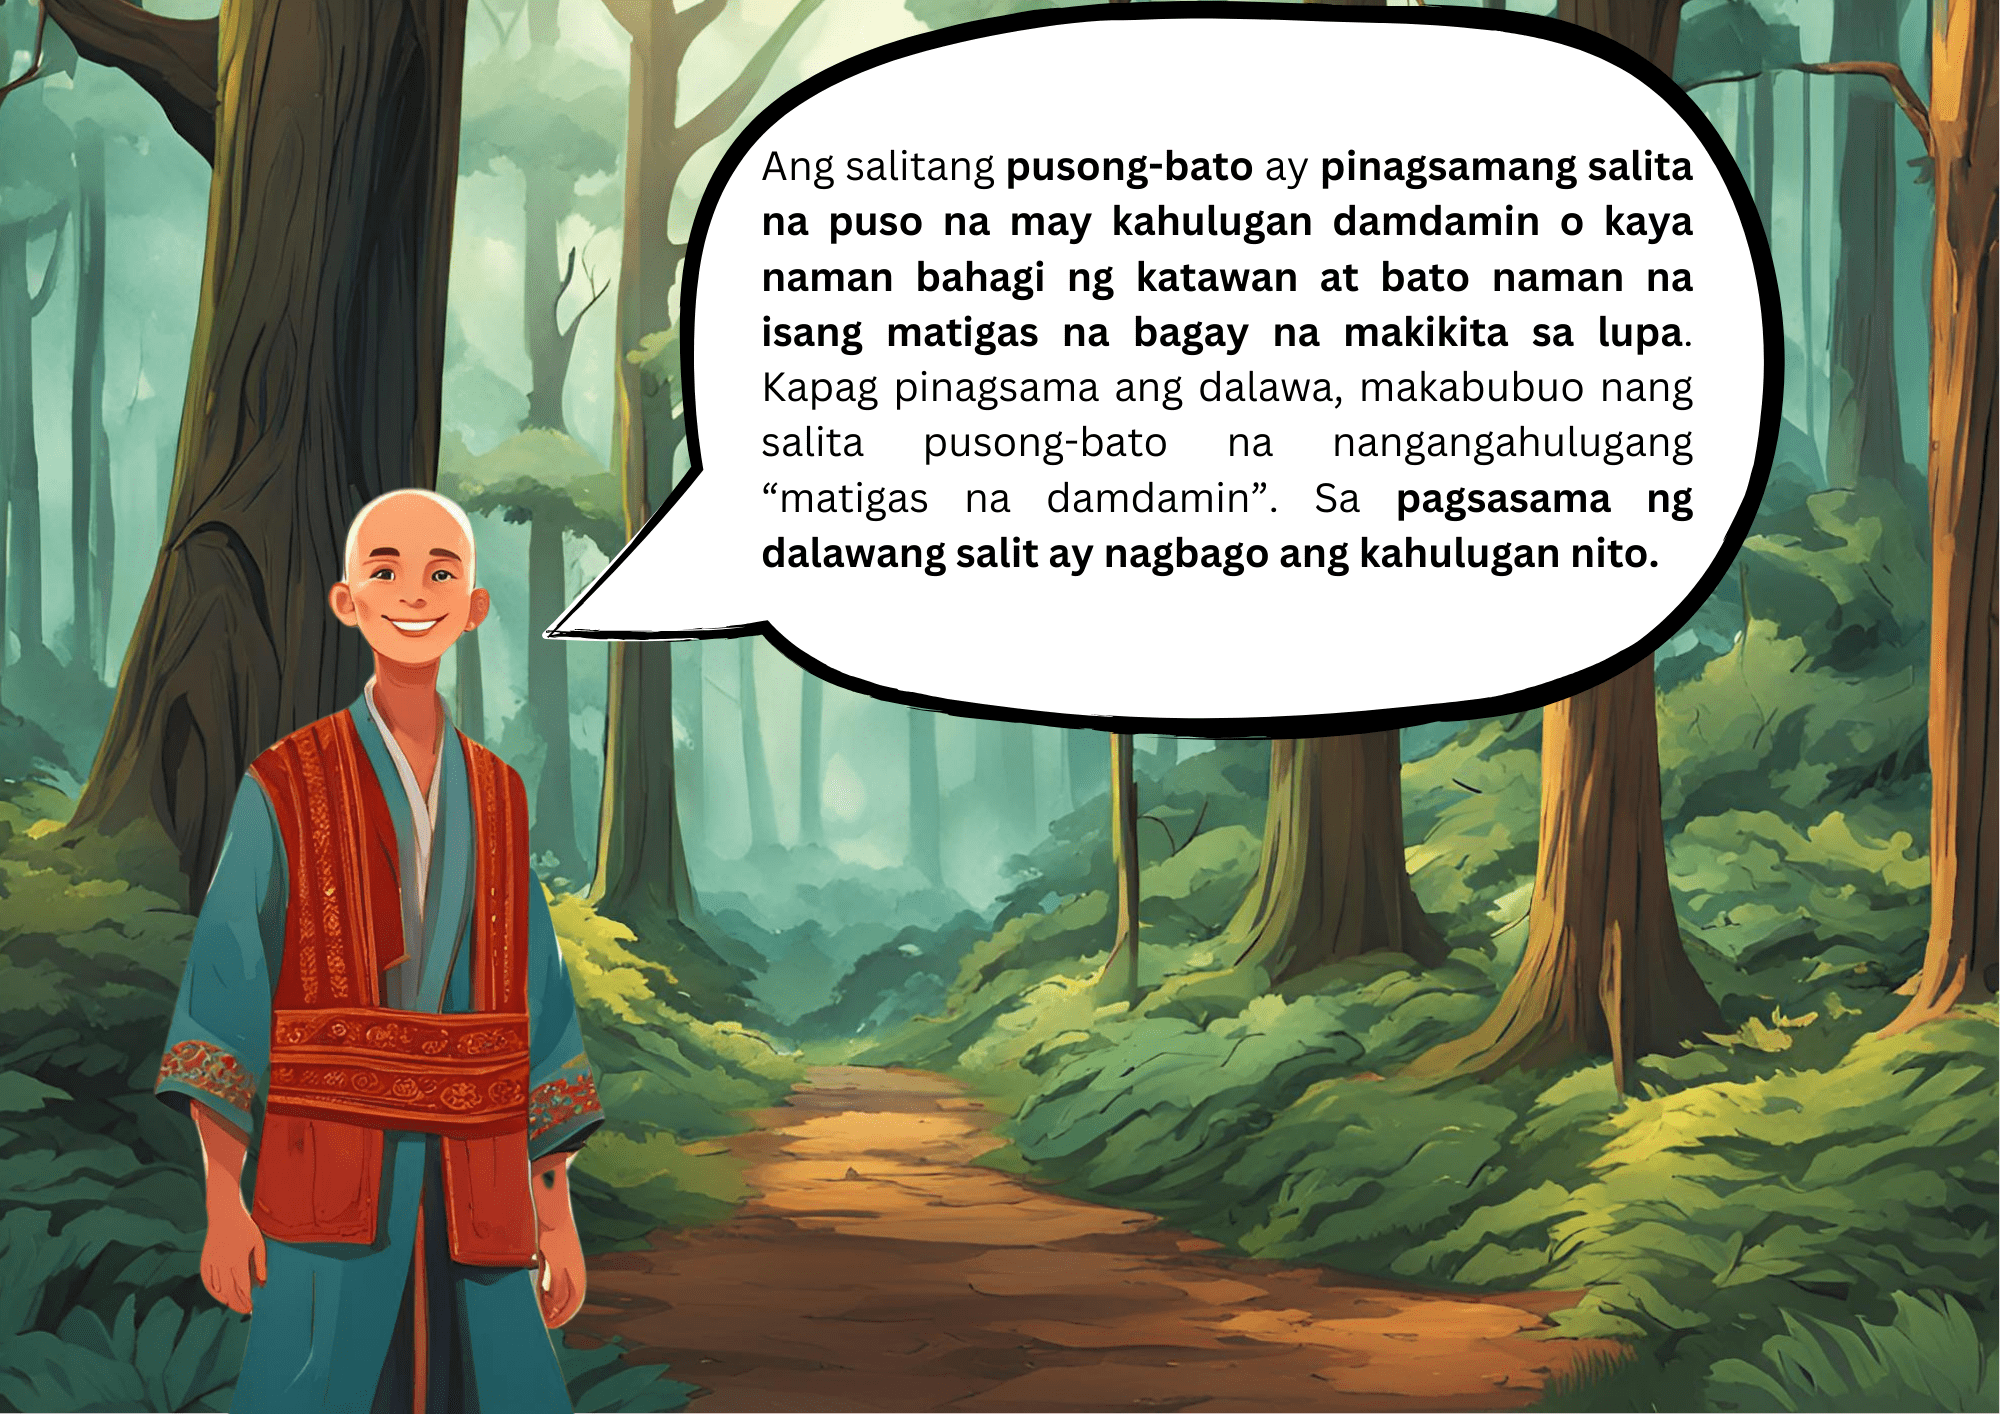 Ang salitang pusong-bato ay pinagsamang salita
na puso na may kahulugan damdamin o kaya
naman bahagi ng katawan at bato naman na
isang matigas na bagay na makikita sa lupa.
Kapag pinagsama ang dalawa, makabubuo nang
salita pusong-bato na nangangahulugang
“matigas na damdamin”. Sa pagsasama ng
dalawang salit ay nagbago ang kahulugan nito.